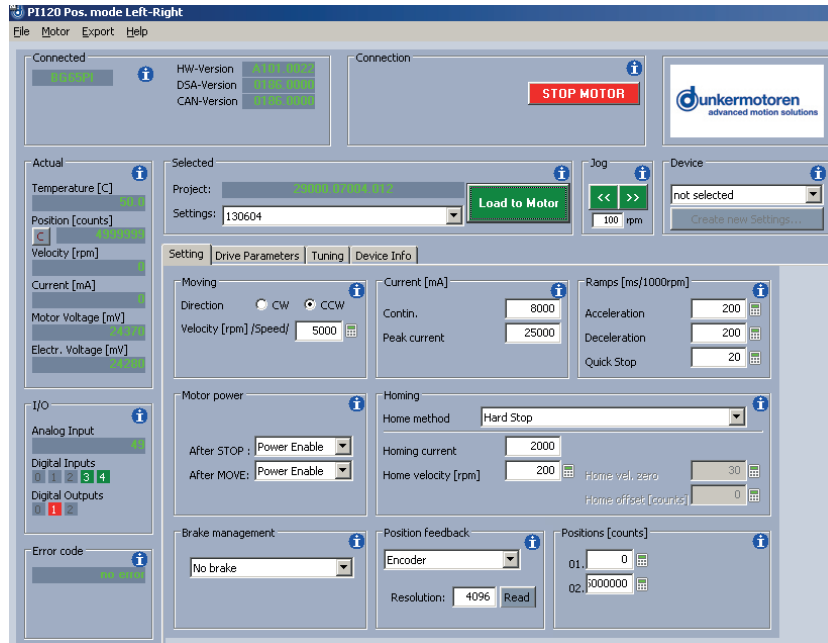 PI120 Pos. mode Left-Right
File Motor Export Help
Connected
BG65PI
HW-Version A101.0022
DSA-Version 0186.0000
CAN-Version 0186.0000
Connection
STOP MOTOR
dunkermotoren
advanced motion solutions
Actual
Temperature [C]
50.0
Position [counts]
C 4999999
Velocity [rpm]
0
Current [mA]
0
Motor Voltage [mV]
24370
Electr. Voltage [mV]
24280
I/O
Analog Input
49
Digital Inputs
0 1 2 3 4
Digital Outputs
0 1 2
Error code
no error
Selected
Project: 29000.07004.012
Settings: 130604
Load to Motor
Jog
<< >>
100 rpm
Device
not selected
Create new Settings...
Setting Drive Parameters Tuning Device Info
Moving
Direction CW CCW
Velocity [rpm] /Speed/ 5000
Current [mA]
Contin. 8000
Peak current 25000
Ramps [ms/1000rpm]
Acceleration 200
Deceleration 200
Quick Stop 20
Motor power
After STOP : Power Enable
After MOVE: Power Enable
Homing
Home method Hard Stop
Homing current 2000
Home velocity [rpm] 200
Home vel. zero 30
Home offset [counts] 0
Brake management
No brake
Position feedback
Encoder
Resolution: 4096 Read
Positions [counts]
01. 0
02. 5000000